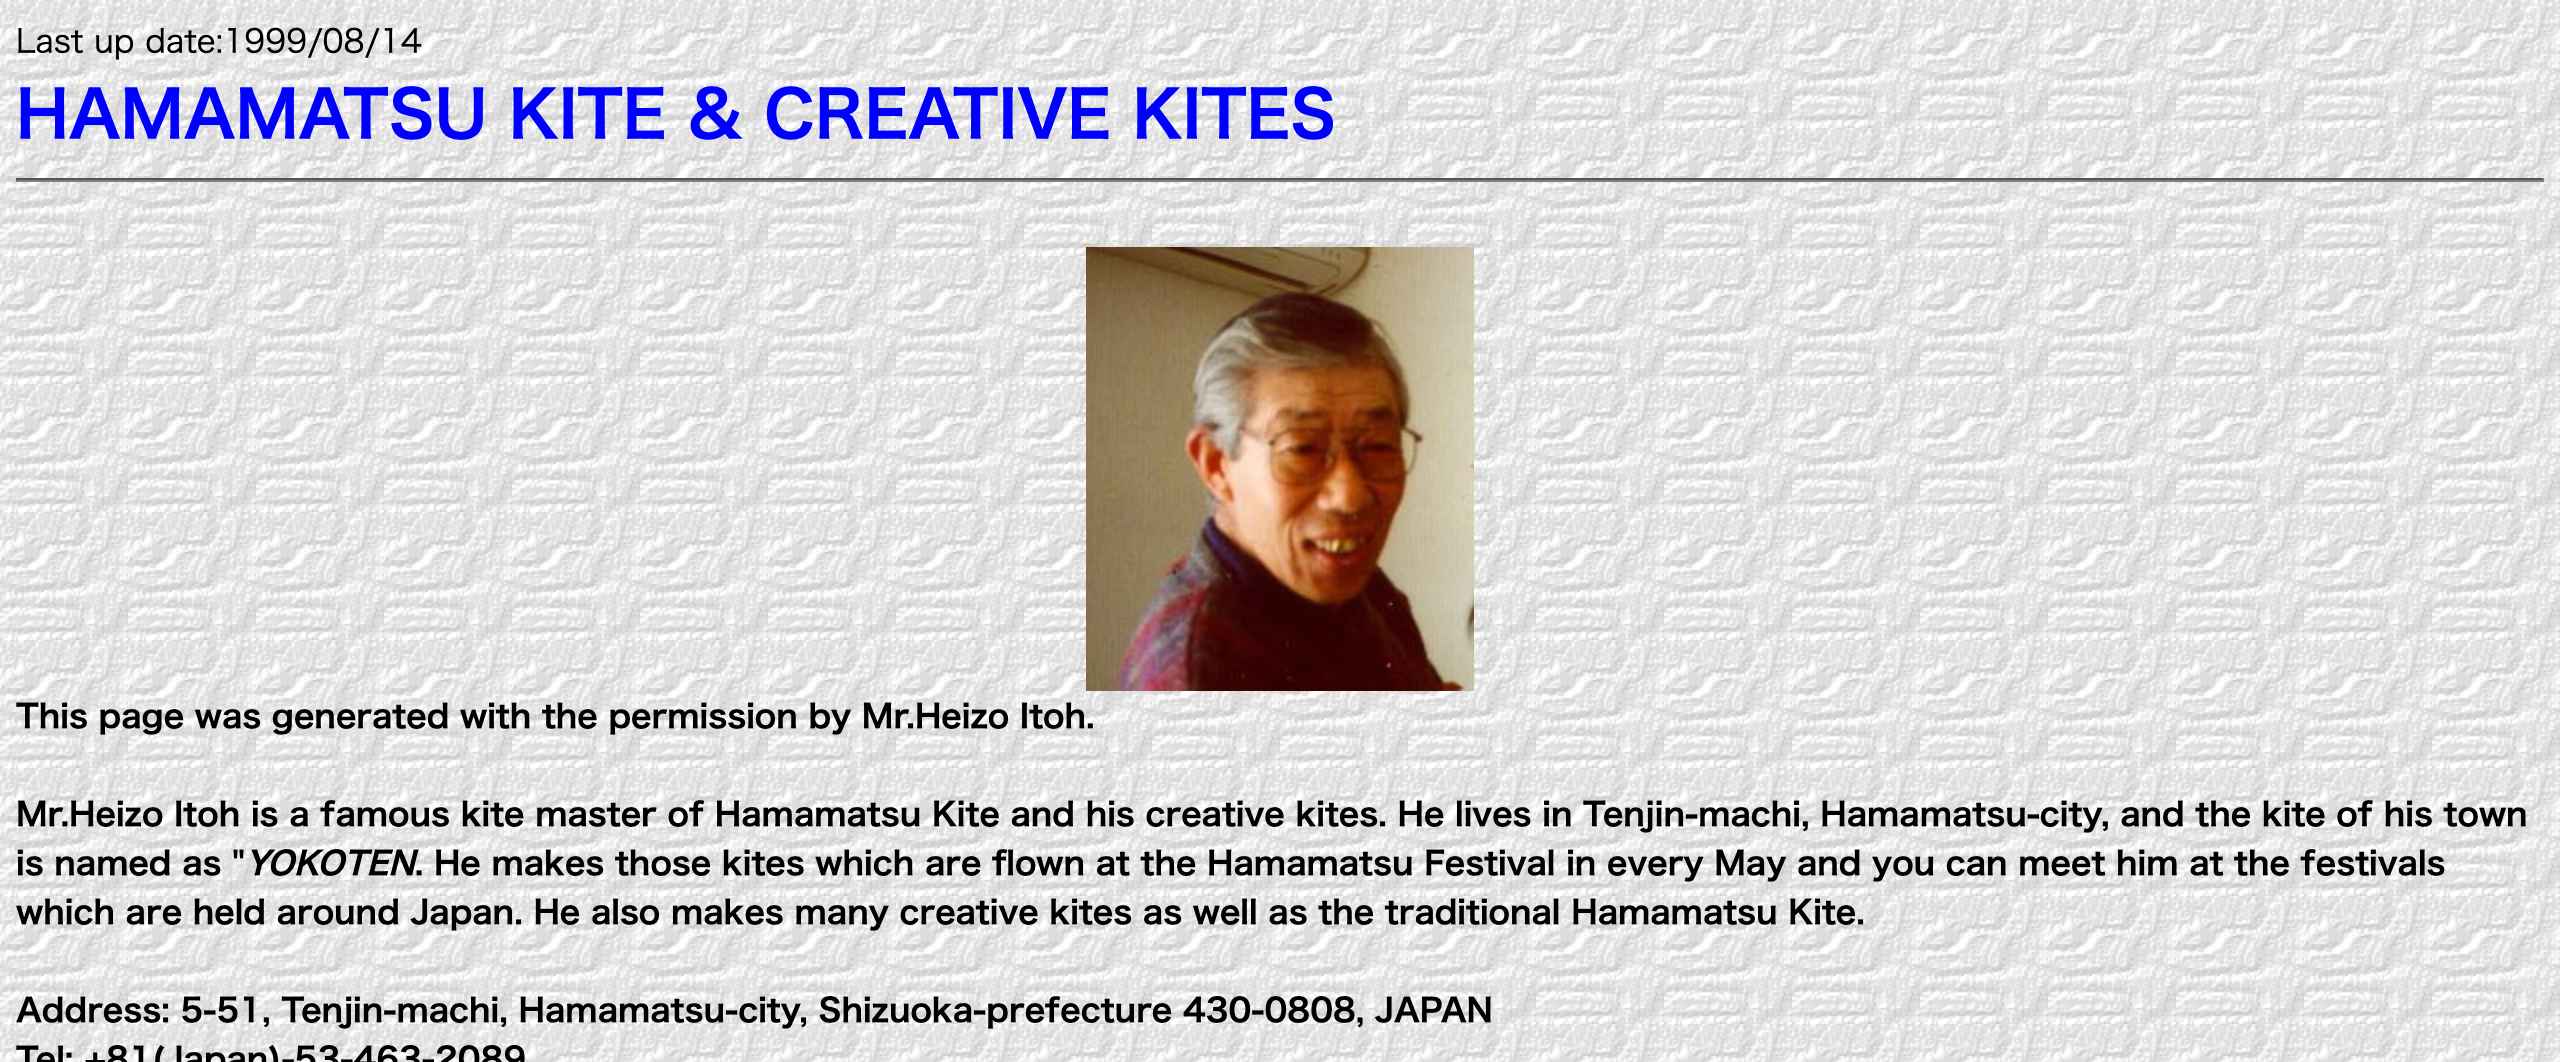 Last up date:1999/08/14
HAMAMATSU KITE & CREATIVE KITES
This page was generated with the permission by Mr.Heizo Itoh.
Mr.Heizo Itoh is a famous kite master of Hamamatsu Kite and his creative kites. He lives in Tenjin-machi, Hamamatsu-city, and the kite of his town
is named as "YOKOTEN. He makes those kites which are flown at the Hamamatsu Festival in every May and you can meet him at the festivals
which are held around Japan. He also makes many creative kites as well as the traditional Hamamatsu Kite.
Address: 5-51, Tenjin-machi, Hamamatsu-city, Shizuoka-prefecture 430-0808, JAPAN
Tel: +81(Japan)-53-463-2089